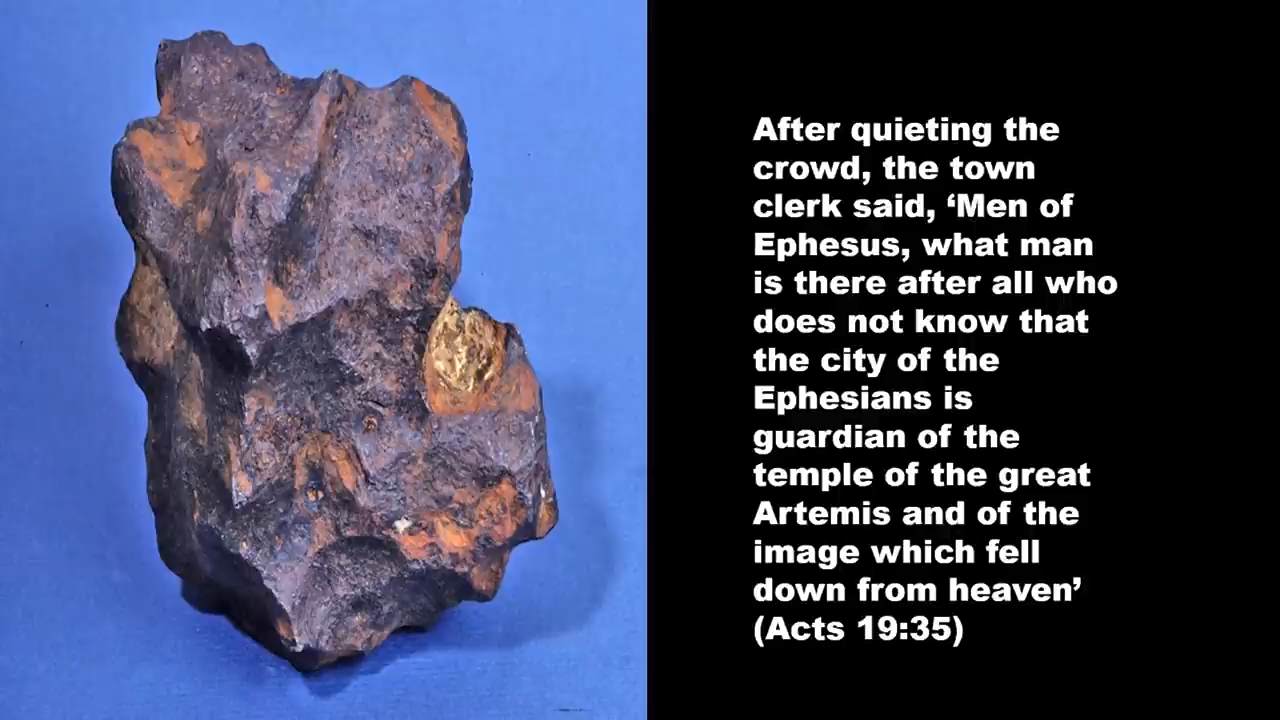 After quieting the
crowd, the town
clerk said, ‘Men of
Ephesus, what man
is there after all who
does not know that
the city of the
Ephesians is
guardian of the
temple of the great
Artemis and of the
image which fell
down from heaven’
(Acts 19:35)